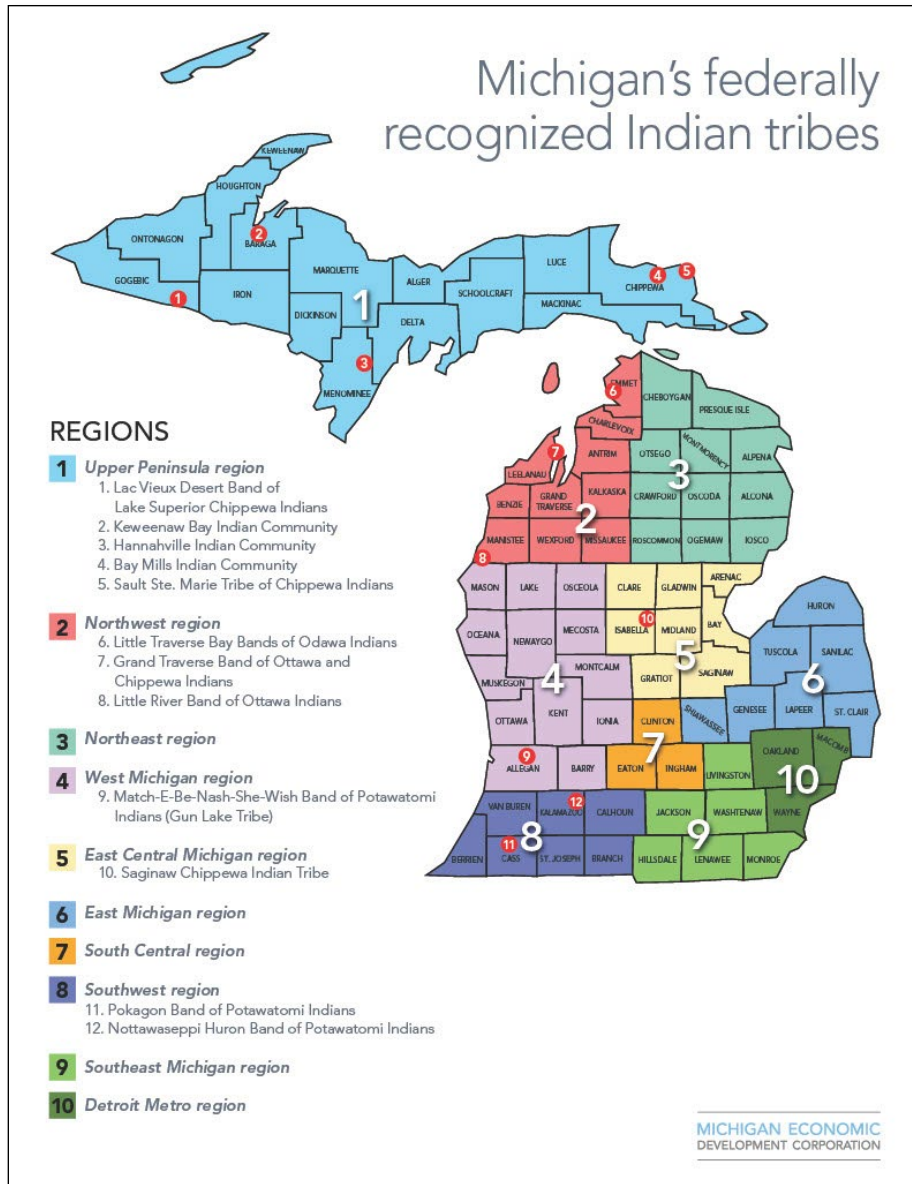 Michigan's federally
recognized Indian tribes
KEWEENAW
HOUGHTON
ONTONAGON
2
BARAGA
MARQUETTE
LUCE
4
5
GOGEBIC
1
IRON
1
ALGER
SCHOOLCRAFT
CHIPPEWA
DICKINSON
DELTA
MACKINAC
3
MENOMINEE
EMMET
6
CHEBOYGAN
PRESQUE ISLE
CHARLEVOIX
7
LEELANAU
ANTRIM
OTSEGO
MONTMORENCY
ALPENA
3
BENZIE
GRAND
TRAVERSE
KALKASKA
CRAWFORD
OSCODA
ALCONA
2
MANISTEE
WEXFORD
MISSAUKEE
ROSCOMMON
OGEMAW
IOSCO
8
MASON
LAKE
OSCEOLA
CLARE
GLADWIN
ARENAC
HURON
OCEANA
NEWAYGO
MECOSTA
ISABELLA
10
MIDLAND
BAY
5
TUSCOLA
SANILAC
MUSKEGON
MONTCALM
GRATIOT
SAGINAW
4
6
OTTAWA
KENT
IONIA
CLINTON
SHIAWASSEE
GENESEE
LAPEER
ST. CLAIR
7
9
ALLEGAN
BARRY
EATON
INGHAM
LIVINGSTON
OAKLAND
MACOMB
10
VAN BUREN
12
KALAMAZOO
CALHOUN
JACKSON
WASHTENAW
WAYNE
8
9
BERRIEN
11
CASS
ST. JOSEPH
BRANCH
HILLSDALE
LENAWEE
MONROE
REGIONS
1 Upper Peninsula region
1. Lac Vieux Desert Band of
Lake Superior Chippewa Indians
2. Keweenaw Bay Indian Community
3. Hannahville Indian Community
4. Bay Mills Indian Community
5. Sault Ste. Marie Tribe of Chippewa Indians
2 Northwest region
6. Little Traverse Bay Bands of Odawa Indians
7. Grand Traverse Band of Ottawa and
Chippewa Indians
8. Little River Band of Ottawa Indians
3 Northeast region
4 West Michigan region
9. Match-E-Be-Nash-She-Wish Band of Potawatomi
Indians (Gun Lake Tribe)
5 East Central Michigan region
10. Saginaw Chippewa Indian Tribe
6 East Michigan region
7 South Central region
8 Southwest region
11. Pokagon Band of Potawatomi Indians
12. Nottawaseppi Huron Band of Potawatomi Indians
9 Southeast Michigan region
10 Detroit Metro region
MICHIGAN ECONOMIC
DEVELOPMENT CORPORATION